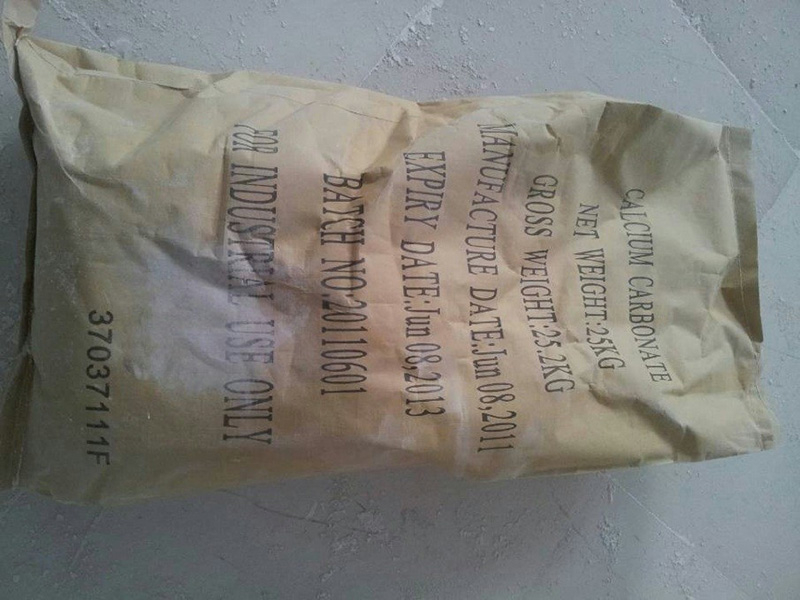 CALCIUM CARBONATE
NET WEIGHT:25KG
GROSS WEIGHT:25.2KG
MANUFACTURE DATE:Jun 08,2011
EXPIRY DATE:Jun 08,2013
BATCH NO.20110601
FOR INDUSTRIAL USE ONLY
37037111F